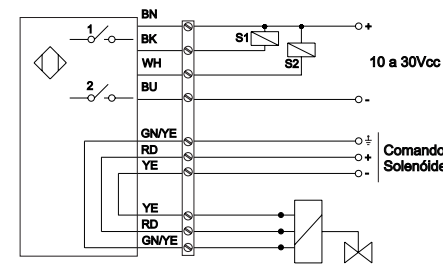 BN
1
BK
S1
+
WH
S2
10 a 30Vcc
2
BU
-
GN/YE
RD
+
Comando
YE
-
Solenóide
YE
RD
GN/YE